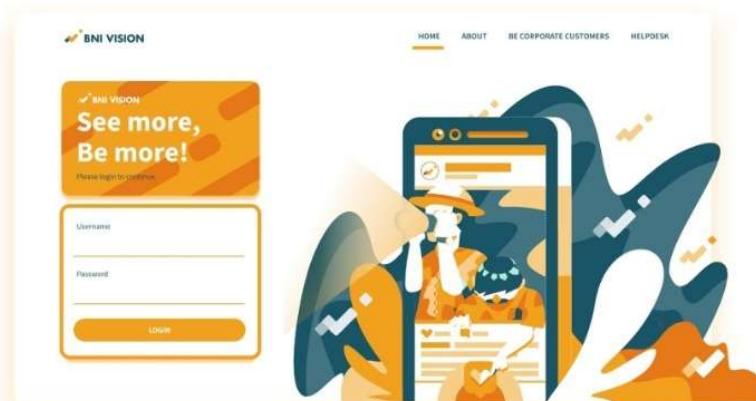 BNI VISION
HOME ABOUT BE CORPORATE CUSTOMERS HELPDESK
BNI VISION
See more,
Be more!
Please login to continue
Username
Password
LOGIN